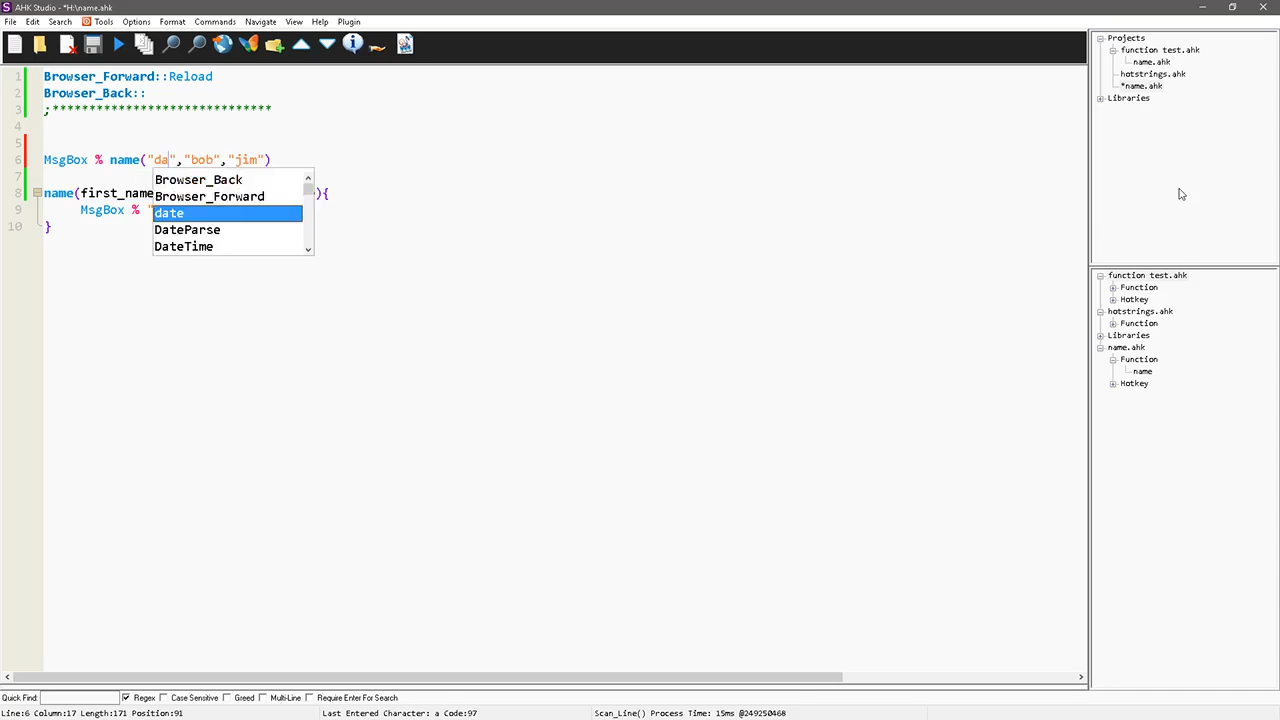 AHK Studio - *H:\name.ahk
File Edit Search Tools Options Format Commands Navigate View Help Plugin
1 Browser_Forward::Reload
2 Browser_Back::
3 ;******************************
4
5
6 MsgBox % name("da","bob","jim")
7
8 name(first_name ){
9 MsgBox % "
10 }
Browser_Back
Browser_Forward
date
DateParse
DateTime
Projects
function test.ahk
name.ahk
hotstrings.ahk
*name.ahk
Libraries
function test.ahk
Function
Hotkey
hotstrings.ahk
Function
Libraries
name.ahk
Function
name
Hotkey
Quick Find: Regex Case Sensitive Greed Multi-Line Require Enter For Search
Line:6 Column:17 Length:171 Position:91 Last Entered Character: a Code:97 Scan_Line() Process Time: 15ms @249250468